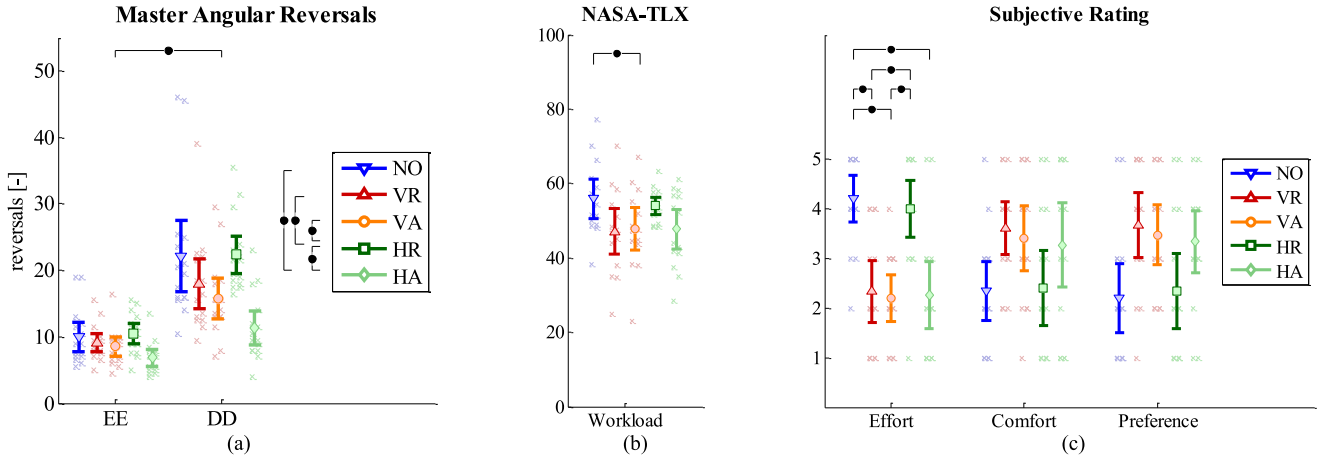 Master Angular Reversals
reversals [-]
50
40
30
20
10
0
EE DD
NO
VR
VA
HR
HA
(a)
NASA-TLX
100
80
60
40
20
0
Workload
(b)
Subjective Rating
5
4
3
2
1
Effort Comfort Preference
NO
VR
VA
HR
HA
(c)